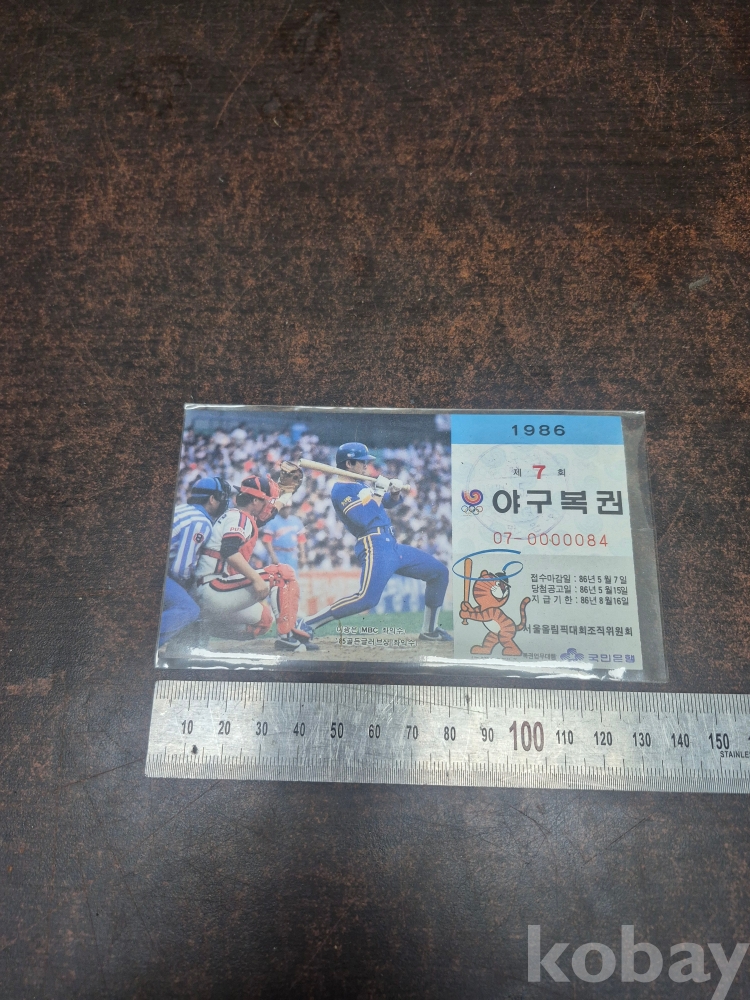 1986
제 7 회
야구복권
07-0000084
접수마감일 : 86년 5월 7일
당첨공고일 : 86년 5월15일
지급기한 : 86년 8월16일
서울올림픽대회조직위원회
국민은행
MBC
10 20 30 40 50 60 70 80 90 100 110 120 130 140 150
STAINLES
kobay